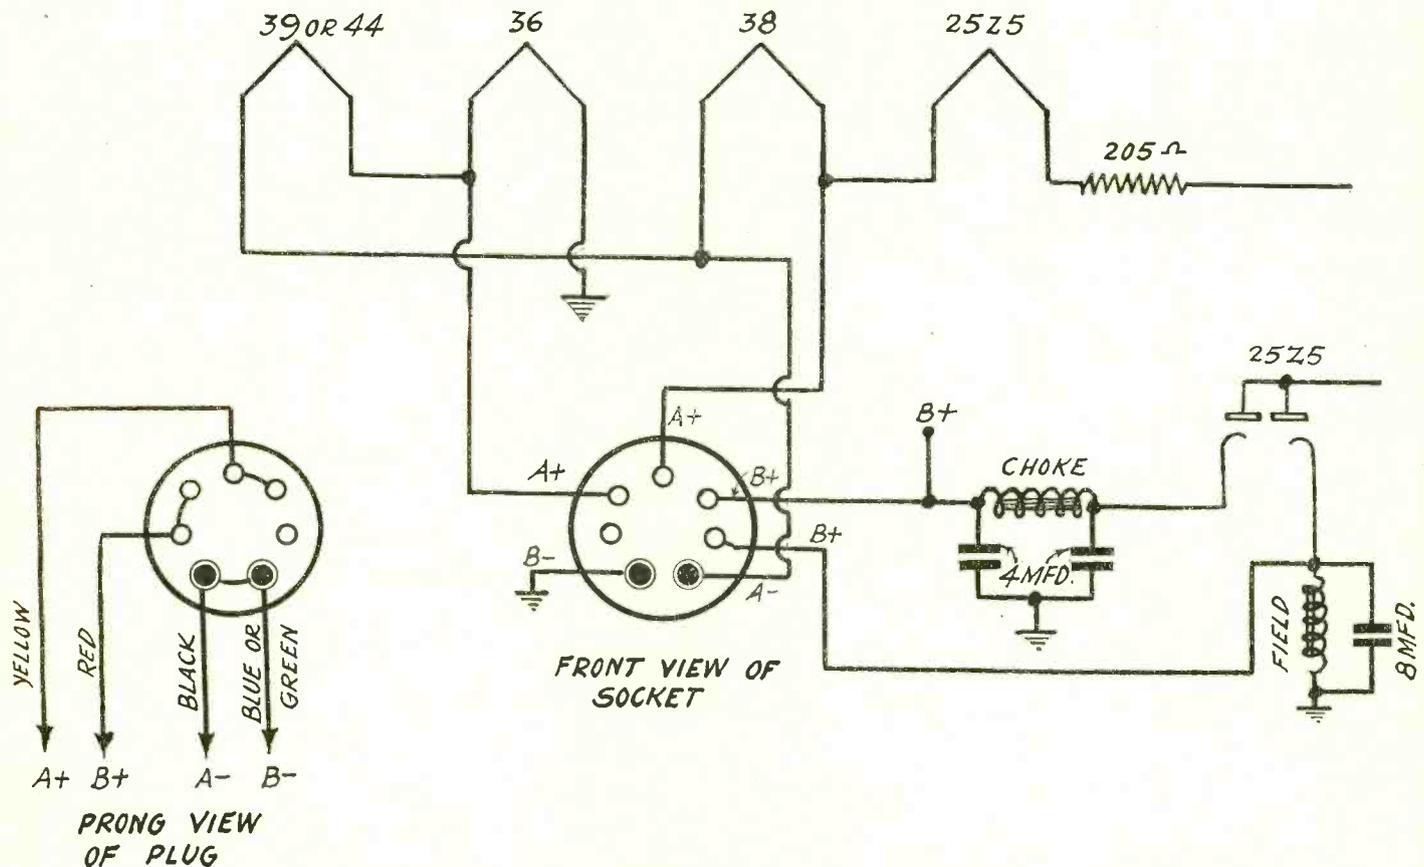 39 OR 44
36
38
25Z5
205 Ω
25Z5
A+
B+
A+
B+
CHOKE
B+
B-
4 MFD.
A-
FIELD
8 MFD.
YELLOW
RED
BLACK
BLUE OR
GREEN
FRONT VIEW OF
SOCKET
A+ B+ A- B-
PRONG VIEW
OF PLUG